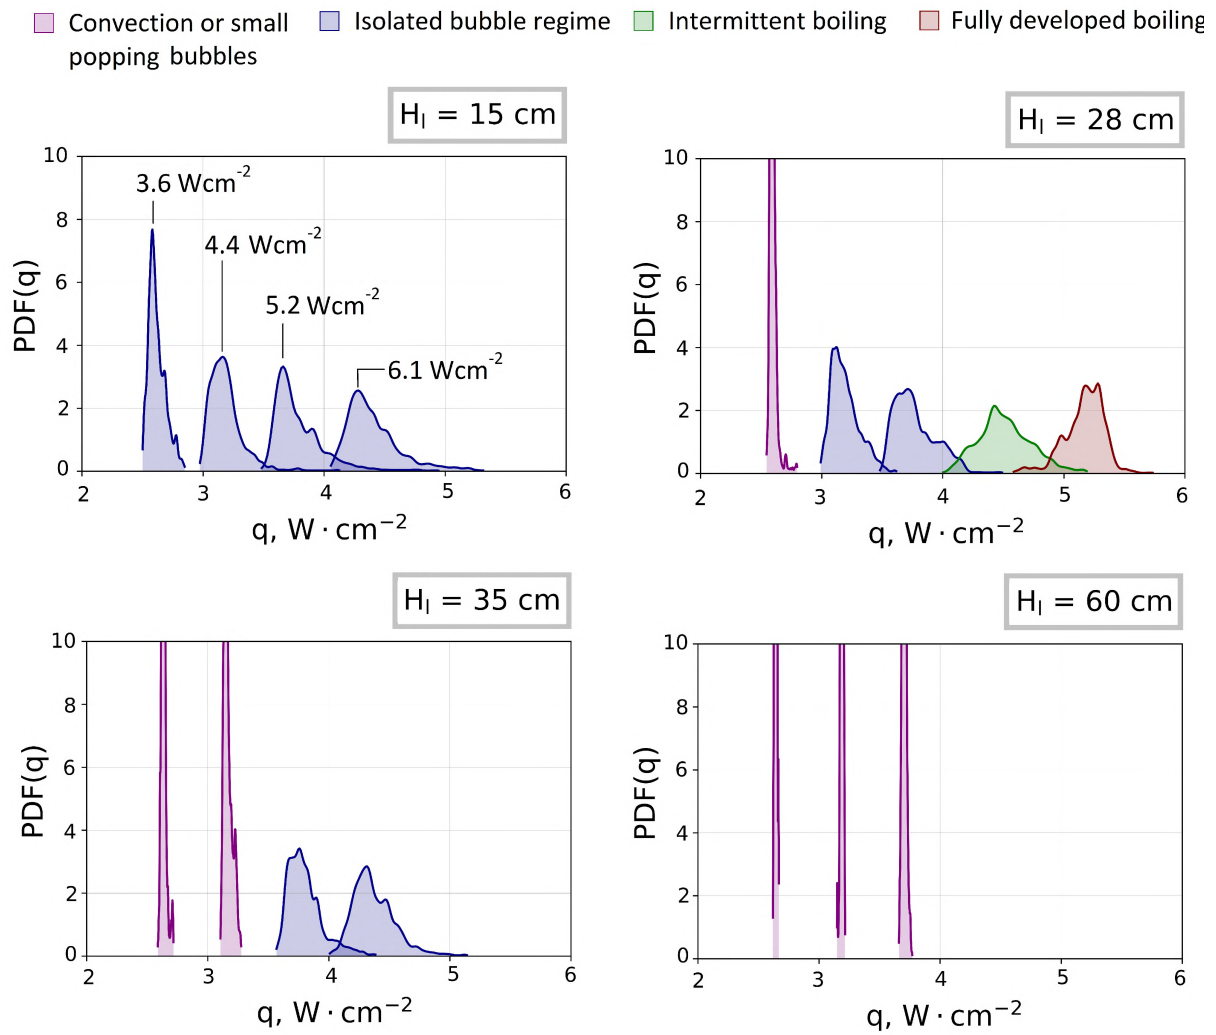 Convection or small
popping bubbles
Isolated bubble regime
Intermittent boiling
Fully developed boiling
Hₗ = 15 cm
10
8
6
4
2
0
PDF(q)
3.6 Wcm⁻²
4.4 Wcm⁻²
5.2 Wcm⁻²
6.1 Wcm⁻²
2 3 4 5 6
q, W · cm⁻²
Hₗ = 28 cm
10
8
6
4
2
0
PDF(q)
2 3 4 5 6
q, W · cm⁻²
Hₗ = 35 cm
10
8
6
4
2
0
PDF(q)
2 3 4 5 6
q, W · cm⁻²
Hₗ = 60 cm
10
8
6
4
2
0
PDF(q)
2 3 4 5 6
q, W · cm⁻²